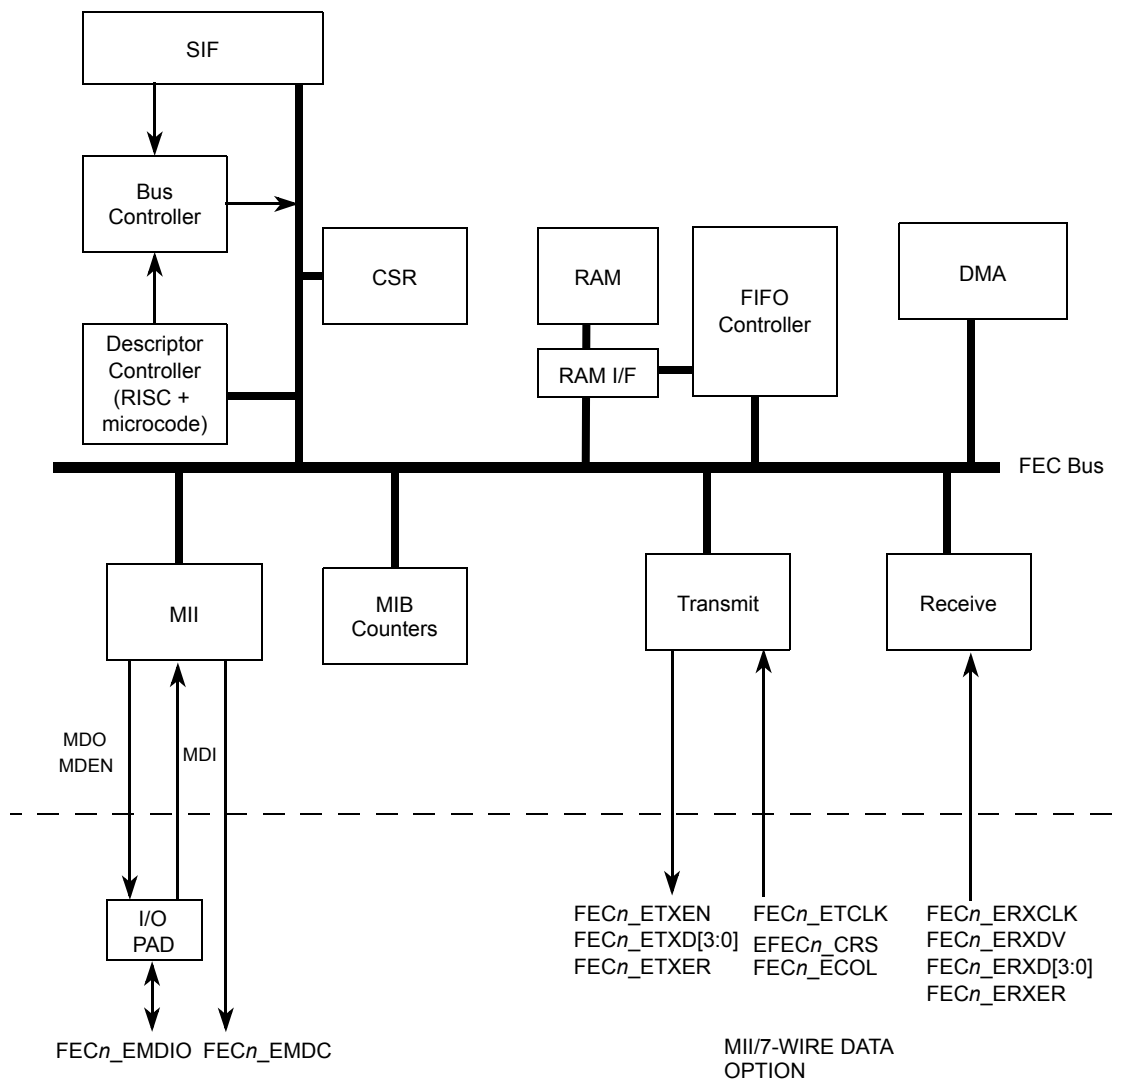 SIF
Bus
Controller
CSR
RAM
FIFO
Controller
DMA
Descriptor
Controller
(RISC +
microcode)
RAM I/F
FEC Bus
MII
MIB
Counters
Transmit
Receive
MDO
MDEN
MDI
I/O
PAD
FECn_ETXEN
FECn_ETXD[3:0]
FECn_ETXER
FECn_ETCLK
EFECn_CRS
FECn_ECOL
FECn_ERXCLK
FECn_ERXDV
FECn_ERXD[3:0]
FECn_ERXER
FECn_EMDIO
FECn_EMDC
MII/7-WIRE DATA
OPTION